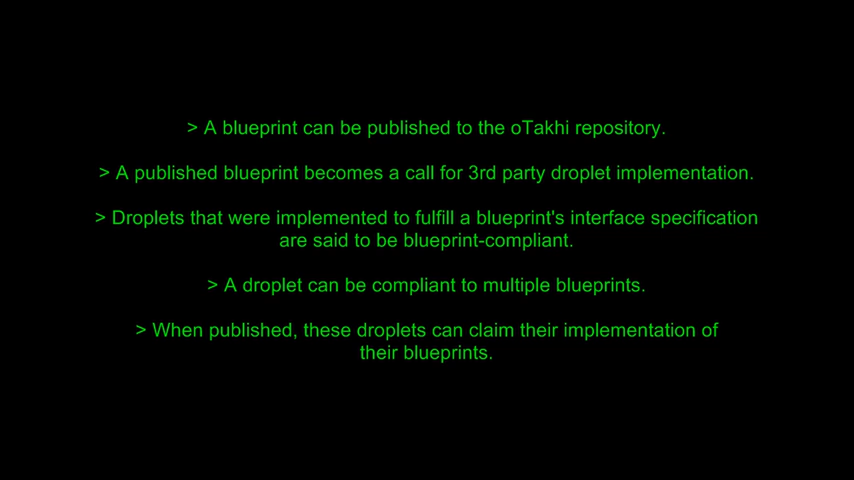 > A blueprint can be published to the oTakhi repository.
> A published blueprint becomes a call for 3rd party droplet implementation.
> Droplets that were implemented to fulfill a blueprint's interface specification
are said to be blueprint-compliant.
> A droplet can be compliant to multiple blueprints.
> When published, these droplets can claim their implementation of
their blueprints.